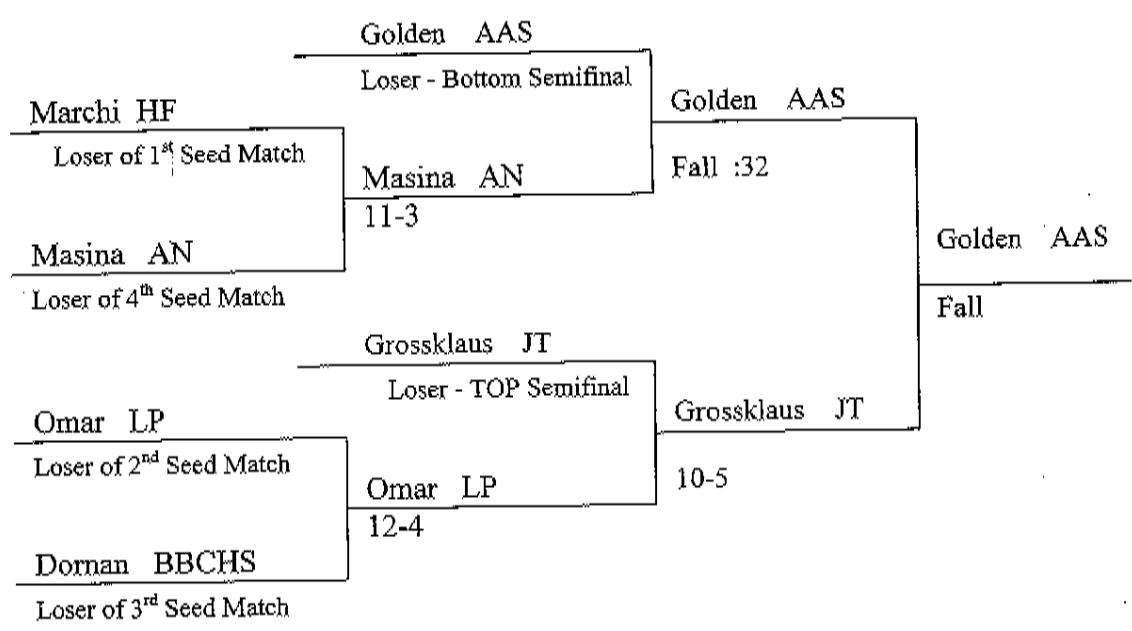 Golden AAS
Loser - Bottom Semifinal
Marchi HF
Loser of 1st Seed Match
Golden AAS
Fall :32
Masina AN
11-3
Masina AN
Loser of 4th Seed Match
Golden AAS
Fall
Grossklaus JT
Loser - TOP Semifinal
Omar LP
Loser of 2nd Seed Match
Grossklaus JT
10-5
Omar LP
12-4
Dornan BBCHS
Loser of 3rd Seed Match